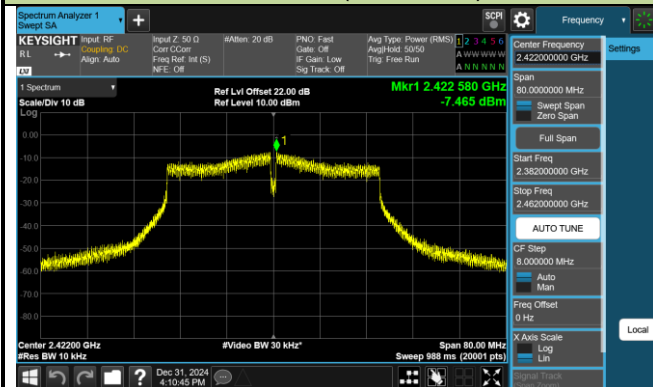 Spectrum Analyzer 1
Swept SA
+
SCPI
Frequency
KEYSIGHT
RL
LXI
Input: RF
Coupling: DC
Align: Auto
Input Z: 50 Ω
Corr CCorr
Freq Ref: Int (S)
NFE: Off
#Atten: 20 dB
PNO: Fast
Gate: Off
IF Gain: Low
Sig Track: Off
Avg Type: Power (RMS)
Avg|Hold: 50/50
Trig: Free Run
1 2 3 4 5 6
A W W W W W
A N N N N N
1 Spectrum
Scale/Div 10 dB
Log
Ref Lvl Offset 22.00 dB
Ref Level 10.00 dBm
Mkr1 2.422 580 GHz
-7.465 dBm
1
0.00
-10.0
-20.0
-30.0
-40.0
-50.0
-60.0
-70.0
-80.0
Center 2.42200 GHz
#Res BW 10 kHz
#Video BW 30 kHz*
Span 80.00 MHz
Sweep 988 ms (20001 pts)
Dec 31, 2024
4:10:45 PM
Center Frequency
2.422000000 GHz
Span
80.0000000 MHz
Swept Span
Zero Span
Full Span
Start Freq
2.382000000 GHz
Stop Freq
2.462000000 GHz
AUTO TUNE
CF Step
8.000000 MHz
Auto
Man
Freq Offset
0 Hz
X Axis Scale
Log
Lin
Signal Track
(Span Zoom)
Settings
Local